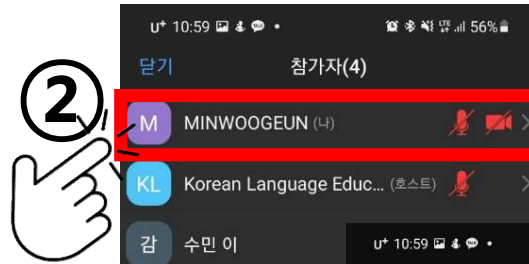 U+ 10:59 • LTE 56%
닫기 참가자(4)
②
M MINWOOGEUN (나)
KL Korean Language Educ... (호스트)
감 수민 이
U+ 10:59 •